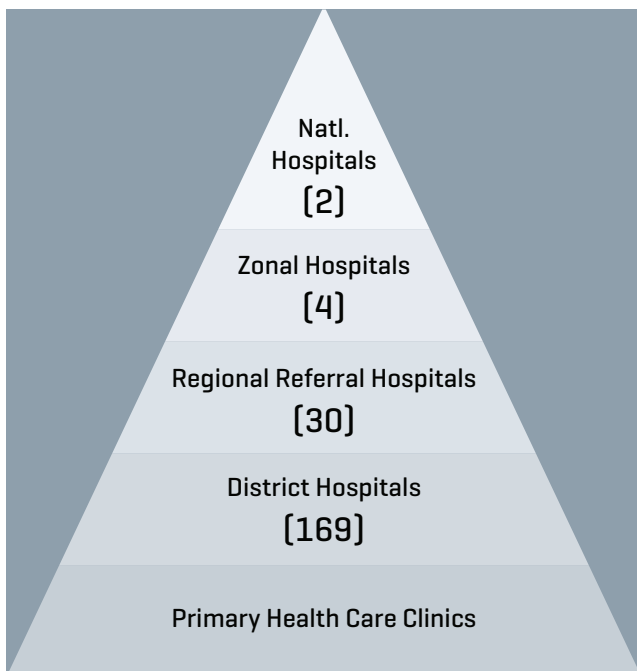 Natl.
Hospitals
(2)
Zonal Hospitals
(4)
Regional Referral Hospitals
(30)
District Hospitals
(169)
Primary Health Care Clinics